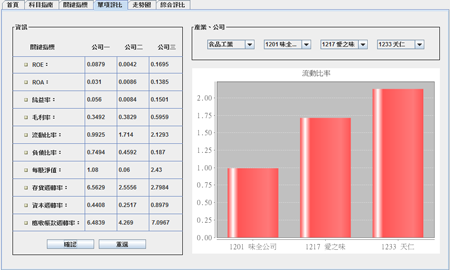 首頁 科目指南 關鍵指標 單項評比 走勢圖 綜合評比
資訊
產業、公司
關鍵指標 公司一 公司二 公司三
食品工業 1201 味全... 1217 愛之味 1233 天仁
ROE： 0.0879 0.0042 0.1695
ROA： 0.031 0.0086 0.1385
純益率： 0.056 0.0084 0.1501
毛利率： 0.3492 0.3829 0.5959
流動比率： 0.9925 1.714 2.1293
負債比率： 0.7494 0.4592 0.187
每股淨值： 1.08 0.06 2.43
存貨週轉率： 6.5629 2.5556 2.7984
資本週轉率： 0.4408 0.2517 0.8979
應收帳款週轉率： 6.4839 4.269 7.0967
確認 重選
流動比率
2.00
1.75
1.50
1.25
1.00
0.75
0.50
0.25
0.00
1201 味全公司 1217 愛之味 1233 天仁